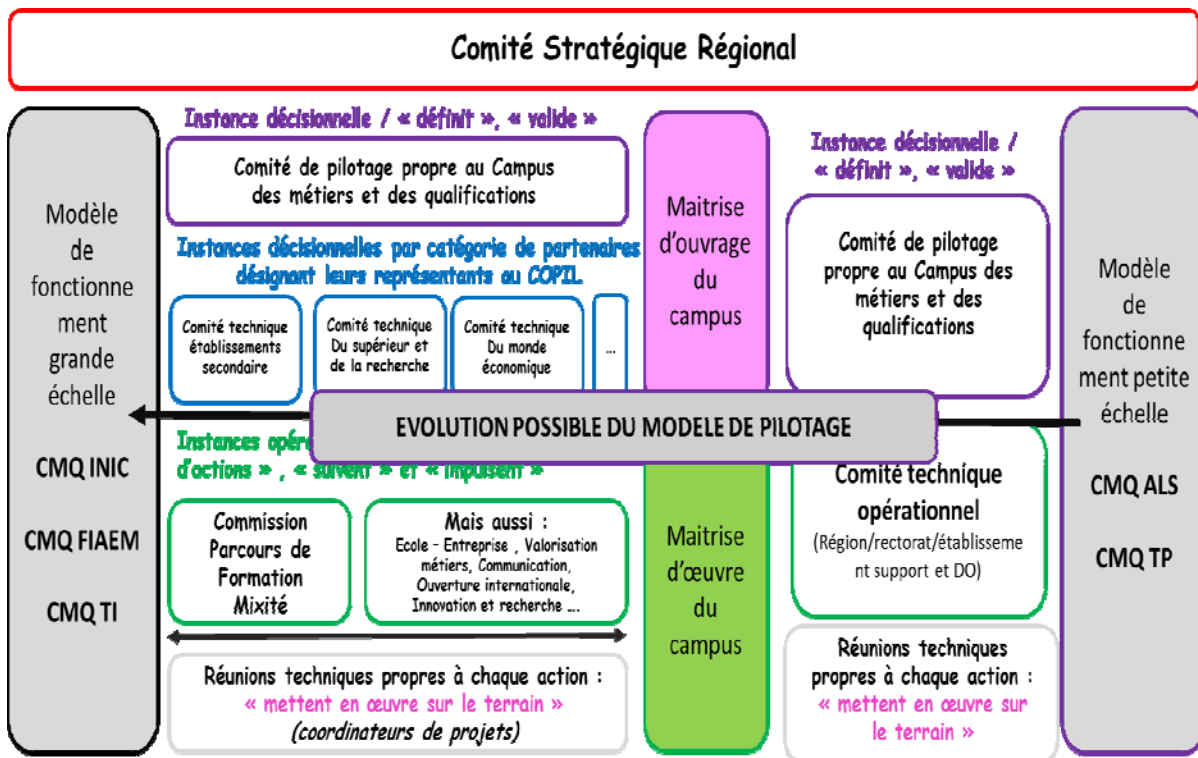 Comité Stratégique Régional
Modèle
de
fonctionne
ment
grande
échelle
CMQ INIC
CMQ FIAEM
CMQ TI
Instance décisionnelle / « définit », « valide »
Comité de pilotage propre au Campus
des métiers et des qualifications
Instances décisionnelles par catégorie de partenaires
désignant leurs représentants au COPIL
Comité technique
établissements
secondaire
Comité technique
Du supérieur et
de la recherche
Comité technique
Du monde
économique
...
Instances opér
d'actions » , « suivent » et « impulsent »
Commission
Parcours de
Formation
Mixité
Mais aussi :
Ecole – Entreprise , Valorisation
métiers, Communication,
Ouverture internationale,
Innovation et recherche ....
Réunions techniques propres à chaque action :
« mettent en œuvre sur le terrain »
(coordinateurs de projets)
Maitrise
d'ouvrage
du
campus
EVOLUTION POSSIBLE DU MODELE DE PILOTAGE
Maitrise
d'œuvre
du
campus
Instance décisionnelle /
« définit », « valide »
Comité de pilotage
propre au Campus des
métiers et des
qualifications
Comité technique
opérationnel
(Région/rectorat/établisseme
nt support et DO)
Réunions techniques
propres à chaque action :
« mettent en œuvre sur
le terrain »
Modèle
de
fonctionne
ment petite
échelle
CMQ ALS
CMQ TP